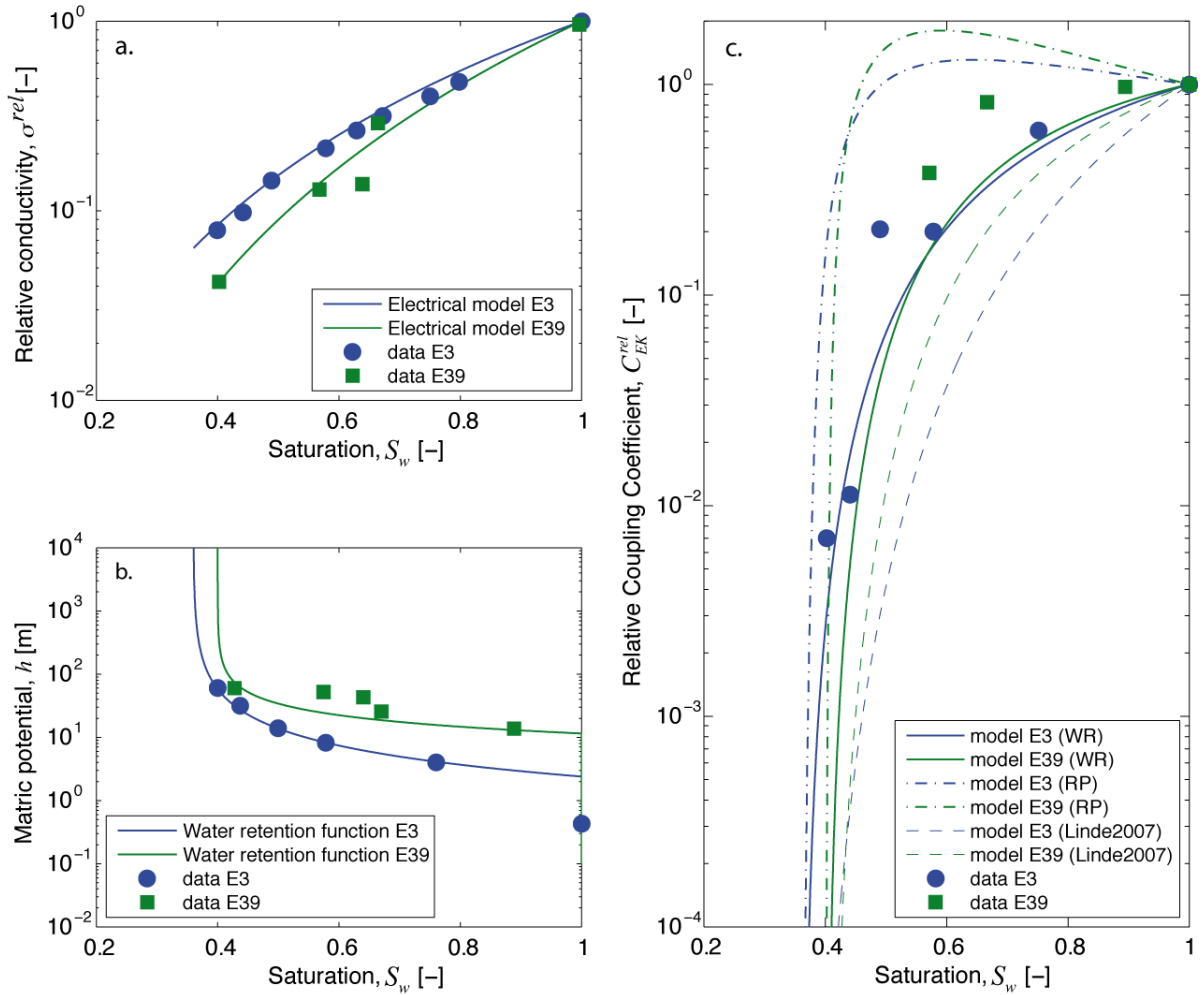 a.
Relative conductivity, σ^rel [–]
10^0
10^-1
10^-2
Electrical model E3
Electrical model E39
data E3
data E39
0.2 0.4 0.6 0.8 1
Saturation, S_w [–]
b.
Matric potential, h [m]
10^4
10^3
10^2
10^1
10^0
10^-1
10^-2
Water retention function E3
Water retention function E39
data E3
data E39
0.2 0.4 0.6 0.8 1
Saturation, S_w [–]
c.
Relative Coupling Coefficient, C_EK^rel [–]
10^0
10^-1
10^-2
10^-3
10^-4
model E3 (WR)
model E39 (WR)
model E3 (RP)
model E39 (RP)
model E3 (Linde2007)
model E39 (Linde2007)
data E3
data E39
0.2 0.4 0.6 0.8 1
Saturation, S_w [–]